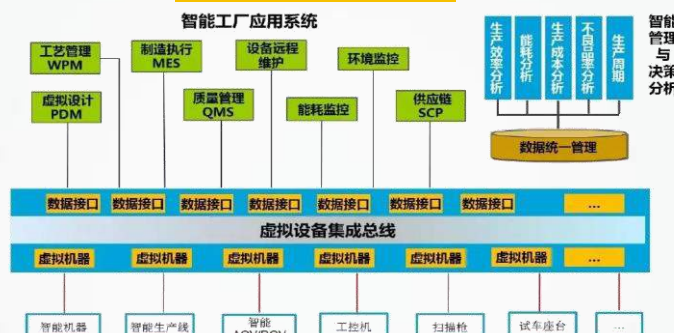 智能工厂应用系统
工艺管理
WPM
制造执行
MES
设备远程
维护
环境监控
虚拟设计
PDM
质量管理
QMS
能耗监控
供应链
SCP
生产效率分析
能耗分析
生产成本分析
不良品率分析
生产周期
智能
管理
与
决策
分析
数据统一管理
数据接口 数据接口 数据接口 数据接口 数据接口 数据接口 数据接口 ...
虚拟设备集成总线
虚拟机器 虚拟机器 虚拟机器 虚拟机器 虚拟机器 虚拟机器 ...
智能机器 智能生产线 智能 工控机 扫描枪 试车座台 ...